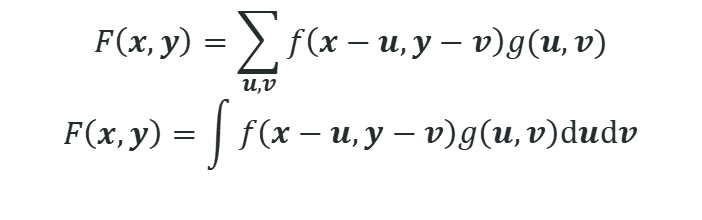 F(x, y) = ∑ f(x − u, y − v)g(u, v)
u,v
F(x, y) = ∫ f(x − u, y − v)g(u, v)dudv